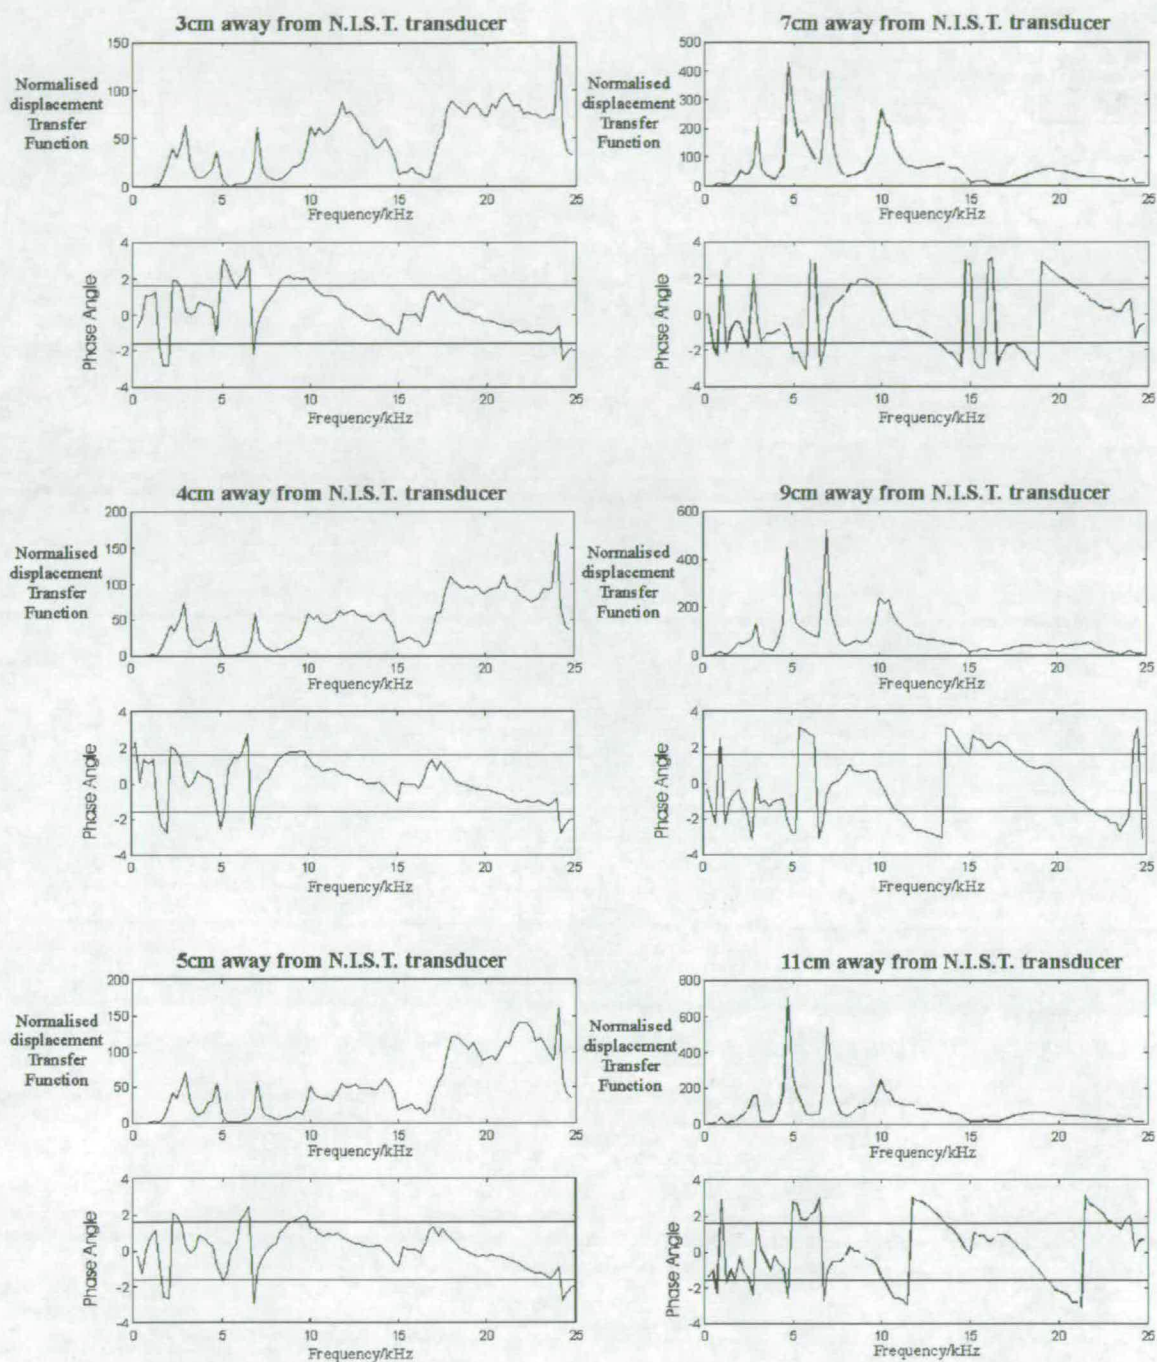 3cm away from N.I.S.T. transducer
Normalised
displacement
Transfer
Function
150
100
50
0
0 5 10 15 20 25
Frequency/kHz
Phase Angle
4
2
0
-2
-4
0 5 10 15 20 25
Frequency/kHz
7cm away from N.I.S.T. transducer
Normalised
displacement
Transfer
Function
500
400
300
200
100
0
0 5 10 15 20 25
Frequency/kHz
Phase Angle
4
2
0
-2
-4
0 5 10 15 20 25
Frequency/kHz
4cm away from N.I.S.T. transducer
Normalised
displacement
Transfer
Function
200
150
100
50
0
0 5 10 15 20 25
Frequency/kHz
Phase Angle
4
2
0
-2
-4
0 5 10 15 20 25
Frequency/kHz
9cm away from N.I.S.T. transducer
Normalised
displacement
Transfer
Function
600
400
200
0
0 5 10 15 20 25
Frequency/kHz
Phase Angle
4
2
0
-2
-4
0 5 10 15 20 25
Frequency/kHz
5cm away from N.I.S.T. transducer
Normalised
displacement
Transfer
Function
200
150
100
50
0
0 5 10 15 20 25
Frequency/kHz
Phase Angle
4
2
0
-2
-4
0 5 10 15 20 25
Frequency/kHz
11cm away from N.I.S.T. transducer
Normalised
displacement
Transfer
Function
800
600
400
200
0
0 5 10 15 20 25
Frequency/kHz
Phase Angle
4
2
0
-2
-4
0 5 10 15 20 25
Frequency/kHz